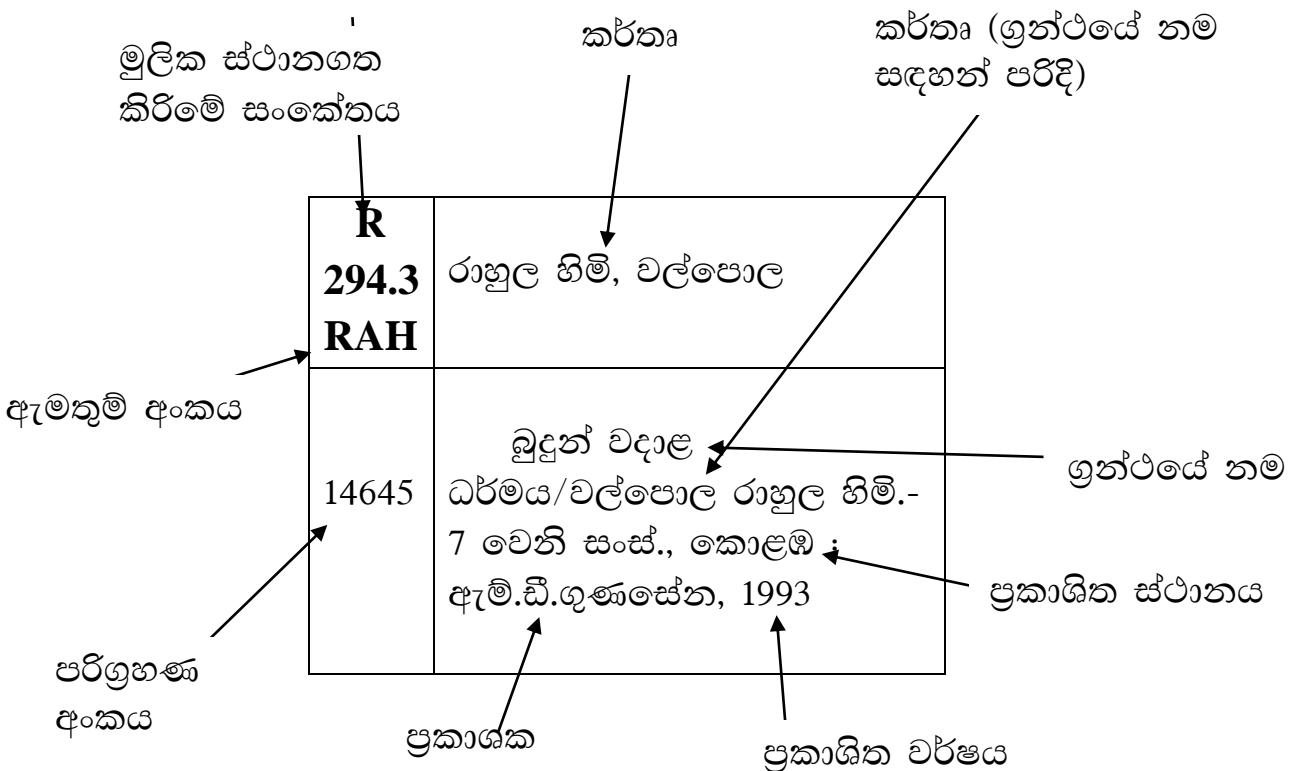 මුලික ස්ථානගත
කිරිමේ සංකේතය
කර්තෘ
කර්තෘ (ග්‍රන්ථයේ නම
සඳහන් පරිදි)
R
294.3
RAH
රාහුල හිමි, වල්පොල
ඇමතුම් අංකය
14645
බුදුන් වදාළ
ධර්මය/වල්පොල රාහුල හිමි.-
7 වෙනි සංස්., කොළඹ :
ඇම්.ඩී.ගුණසේන, 1993
ග්‍රන්ථයේ නම
ප්‍රකාශිත ස්ථානය
පරිග්‍රහණ
අංකය
ප්‍රකාශක
ප්‍රකාශිත වර්ෂය